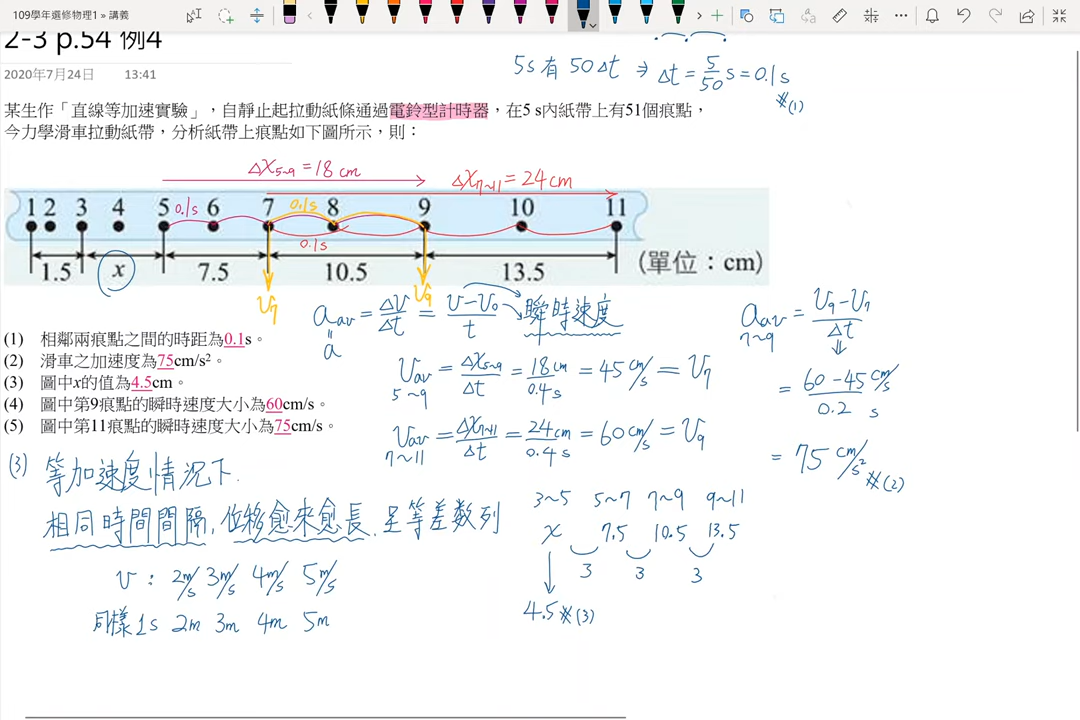 109學年選修物理1 » 講義
2-3 p.54 例4
2020年7月24日 13:41
5s有50Δt ⇒ Δt = 5/50 s = 0.1s
※(1)
某生作「直線等加速實驗」,自靜止起拉動紙條通過電鈴型計時器,在5 s內紙帶上有51個痕點,
今力學滑車拉動紙帶,分析紙帶上痕點如下圖所示,則:
ΔX5~9 = 18 cm
ΔX7~11 = 24cm
1 2 3 4 5 0.1s 6 7 0.1s 8 9 10 11
0.1s
1.5 x 7.5 10.5 13.5 (單位:cm)
V7 V9
aav = ΔV/Δt = (V-V0)/t 瞬時速度
" a
aav 7~9 = (V9-V7)/Δt
(1) 相鄰兩痕點之間的時距為0.1s。
(2) 滑車之加速度為75cm/s²。
(3) 圖中x的值為4.5cm。
(4) 圖中第9痕點的瞬時速度大小為60cm/s。
(5) 圖中第11痕點的瞬時速度大小為75cm/s。
Vav 5~9 = ΔX5~9/Δt = 18cm/0.4s = 45 cm/s = V7
Vav 7~11 = ΔX7~11/Δt = 24cm/0.4s = 60 cm/s = V9
= (60-45 cm/s)/(0.2 s)
= 75 cm/s² ※(2)
(3) 等加速度情況下.
相同時間間隔, 位移愈來愈長, 呈等差數列
v : 2m/s 3m/s 4m/s 5m/s
同樣1s 2m 3m 4m 5m
3~5 5~7 7~9 9~11
x 7.5 10.5 13.5
3 3 3
4.5※(3)